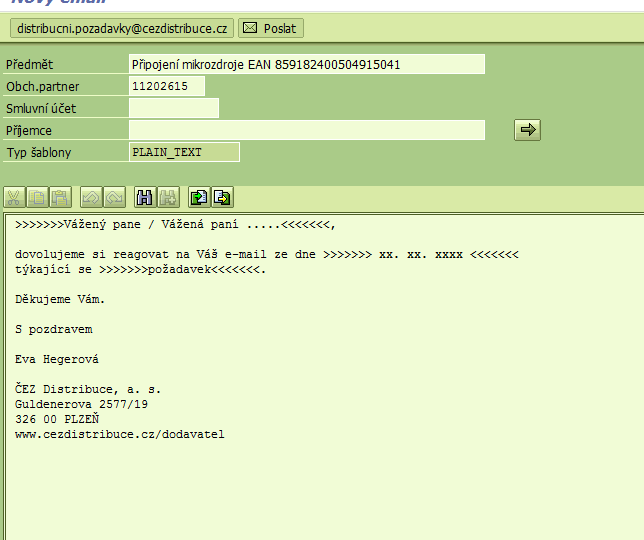 Nový email
distribucni.pozadavky@cezdistribuce.cz Poslat
Předmět Připojení mikrozdroje EAN 859182400504915041
Obch.partner 11202615
Smluvní účet
Příjemce
Typ šablony PLAIN_TEXT
>>>>>>>Vážený pane / Vážená paní .....<<<<<<<,
dovolujeme si reagovat na Váš e-mail ze dne >>>>>>> xx. xx. xxxx <<<<<<<
týkající se >>>>>>>požadavek<<<<<<<.
Děkujeme Vám.
S pozdravem
Eva Hegerová
ČEZ Distribuce, a. s.
Guldenerova 2577/19
326 00 PLZEŇ
www.cezdistribuce.cz/dodavatel